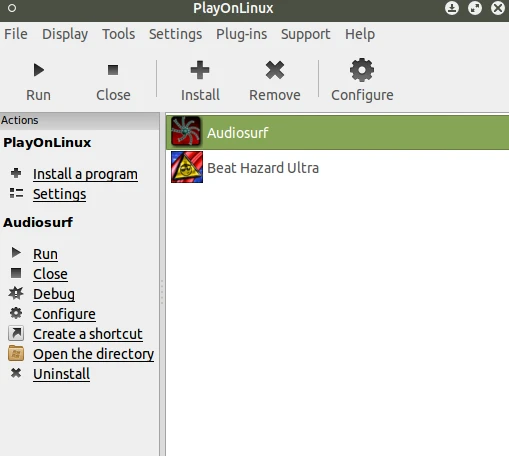 PlayOnLinux
File Display Tools Settings Plug-ins Support Help
Run Close Install Remove Configure
Actions
PlayOnLinux
Install a program
Settings
Audiosurf
Run
Close
Debug
Configure
Create a shortcut
Open the directory
Uninstall
Audiosurf
Beat Hazard Ultra